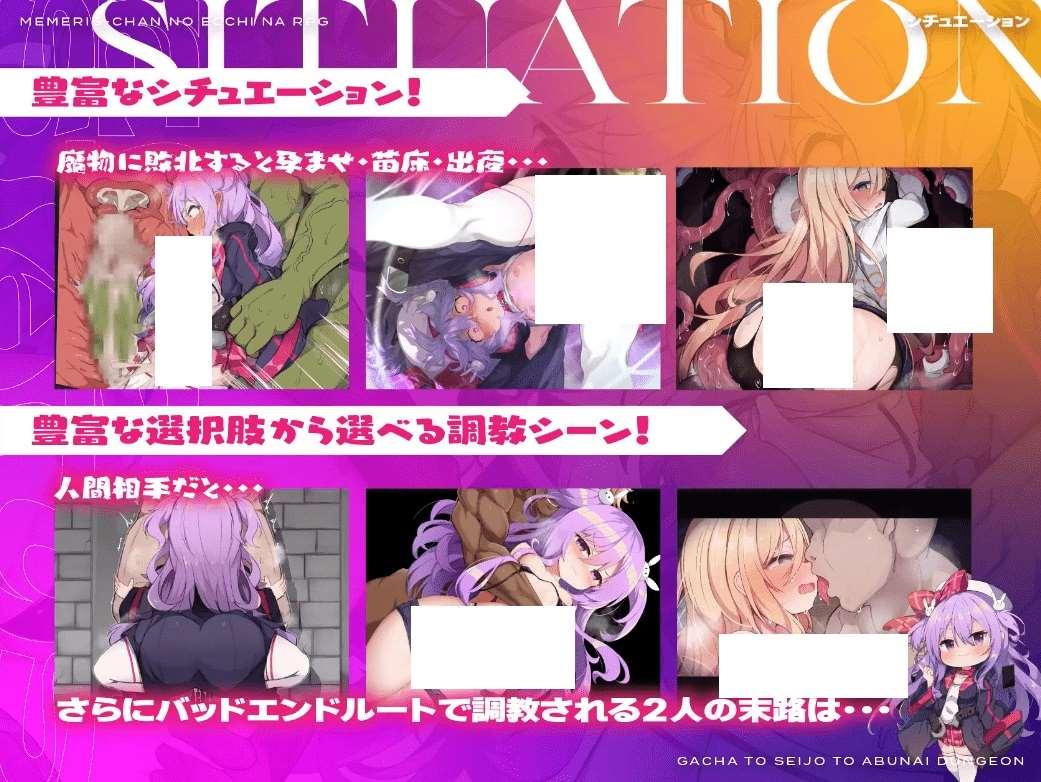 MEMERIS-CHAN NO ECCHI NA RPG
シチュエーション
SITUATION
豊富なシチュエーション!
魔物に敗北すると孕ませ・苗床・出産・・・
豊富な選択肢から選べる調教シーン!
人間相手だと・・・
さらにバッドエンドルートで調教される2人の末路は・・・
GACHA TO SEIJO TO ABUNAI DUNGEON